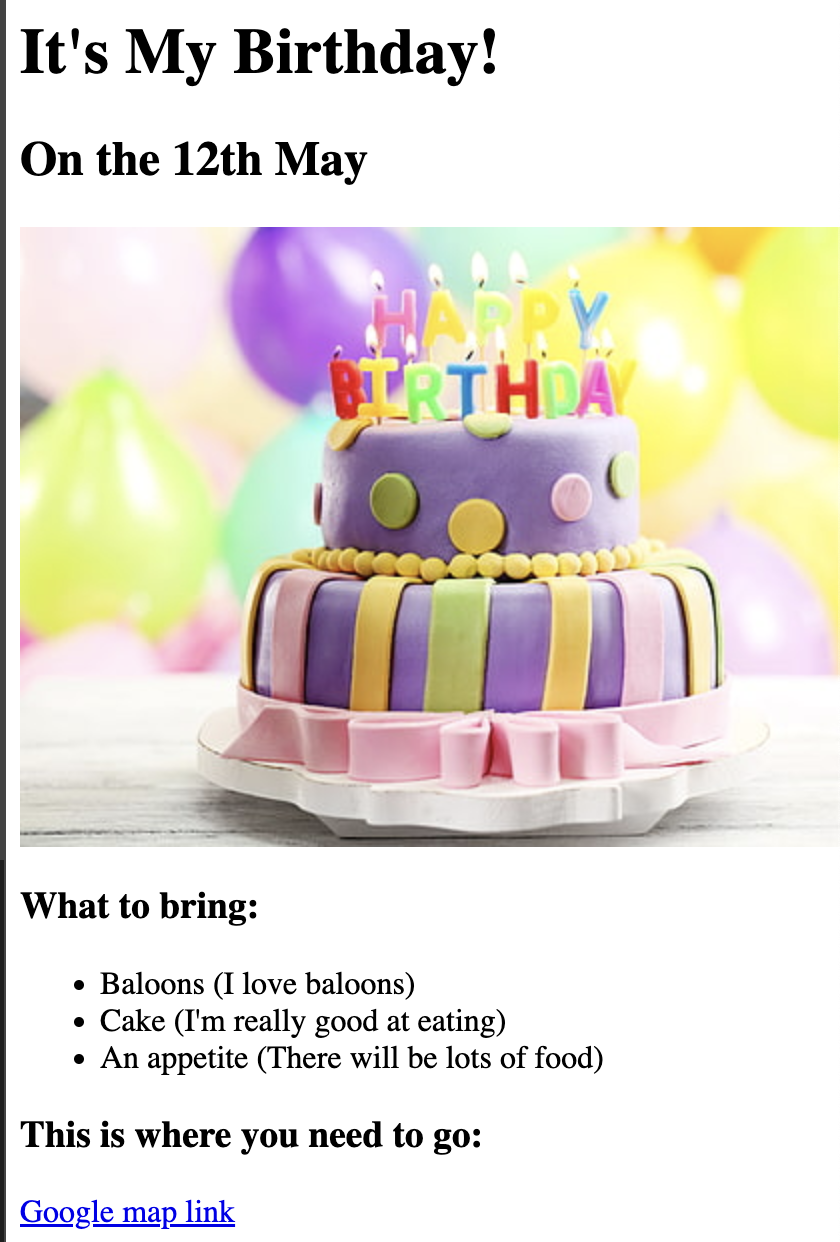 It's My Birthday!
On the 12th May
HAPPY
BIRTHDAY
What to bring:
Baloons (I love baloons)
Cake (I'm really good at eating)
An appetite (There will be lots of food)
This is where you need to go:
Google map link